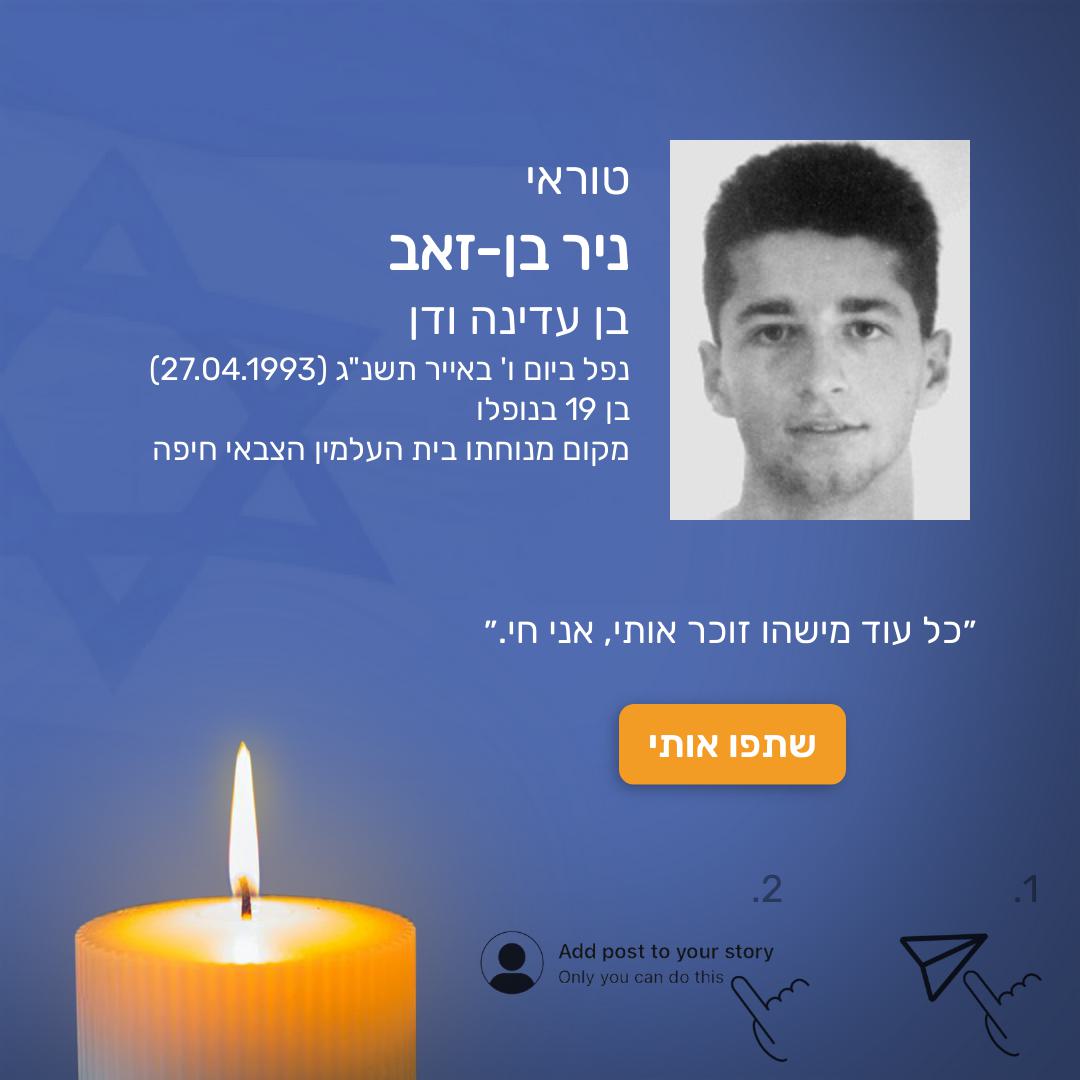 טוראי
ניר בן-זאב
בן עדינה ודן
נפל ביום ו' באייר תשנ"ג (27.04.1993)
בן 19 בנופלו
מקום מנוחתו בית העלמין הצבאי חיפה
״כל עוד מישהו זוכר אותי, אני חי.״
שתפו אותי
1.
2.
Add post to your story
Only you can do this